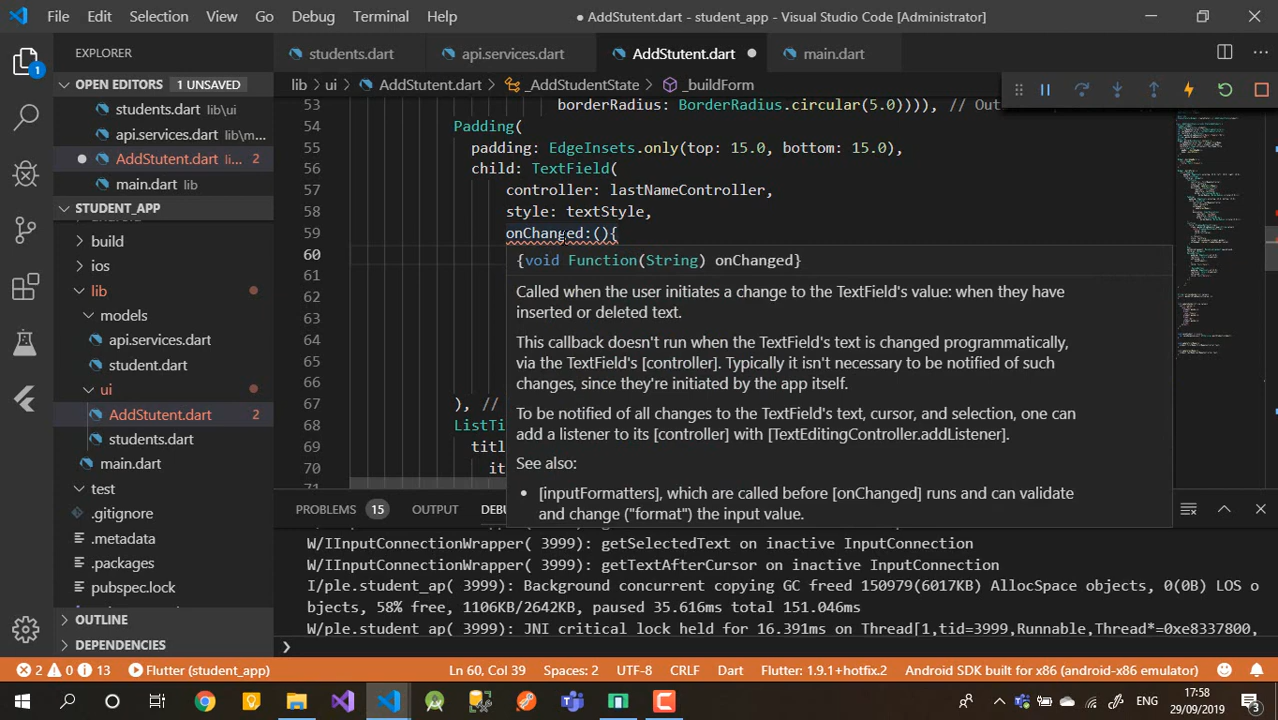 File Edit Selection View Go Debug Terminal Help
● AddStutent.dart - student_app - Visual Studio Code [Administrator]
EXPLORER
students.dart
api.services.dart
AddStutent.dart ●
main.dart
1
OPEN EDITORS 1 UNSAVED
lib › ui › AddStutent.dart › _AddStudentState › _buildForm
students.dart lib\ui
api.services.dart lib\m...
● AddStutent.dart li... 2
main.dart lib
STUDENT_APP
build
ios
lib
models
api.services.dart
student.dart
ui
AddStutent.dart 2
students.dart
main.dart
test
.gitignore
.metadata
.packages
pubspec.lock
OUTLINE
DEPENDENCIES
53 borderRadius: BorderRadius.circular(5.0)))), // Ou
54 Padding(
55 padding: EdgeInsets.only(top: 15.0, bottom: 15.0),
56 child: TextField(
57 controller: lastNameController,
58 style: textStyle,
59 onChanged:(){
60
61
62
63
64
65
66
67 ), //
68 ListTi
69 titl
70 it
{void Function(String) onChanged}
Called when the user initiates a change to the TextField's value: when they have
inserted or deleted text.
This callback doesn't run when the TextField's text is changed programmatically,
via the TextField's [controller]. Typically it isn't necessary to be notified of such
changes, since they're initiated by the app itself.
To be notified of all changes to the TextField's text, cursor, and selection, one can
add a listener to its [controller] with [TextEditingController.addListener].
See also:
• [inputFormatters], which are called before [onChanged] runs and can validate
and change ("format") the input value.
PROBLEMS 15 OUTPUT DEB
W/IInputConnectionWrapper( 3999): getSelectedText on inactive InputConnection
W/IInputConnectionWrapper( 3999): getTextAfterCursor on inactive InputConnection
I/ple.student_ap( 3999): Background concurrent copying GC freed 150979(6017KB) AllocSpace objects, 0(0B) LOS o
bjects, 58% free, 1106KB/2642KB, paused 35.616ms total 151.046ms
W/ple.student_ap( 3999): JNI critical lock held for 16.391ms on Thread[1,tid=3999,Runnable,Thread*=0xe8337800,
2 0 13 Flutter (student_app) Ln 60, Col 39 Spaces: 2 UTF-8 CRLF Dart Flutter: 1.9.1+hotfix.2 Android SDK built for x86 (android-x86 emulator)
ENG
17:58
29/09/2019
3